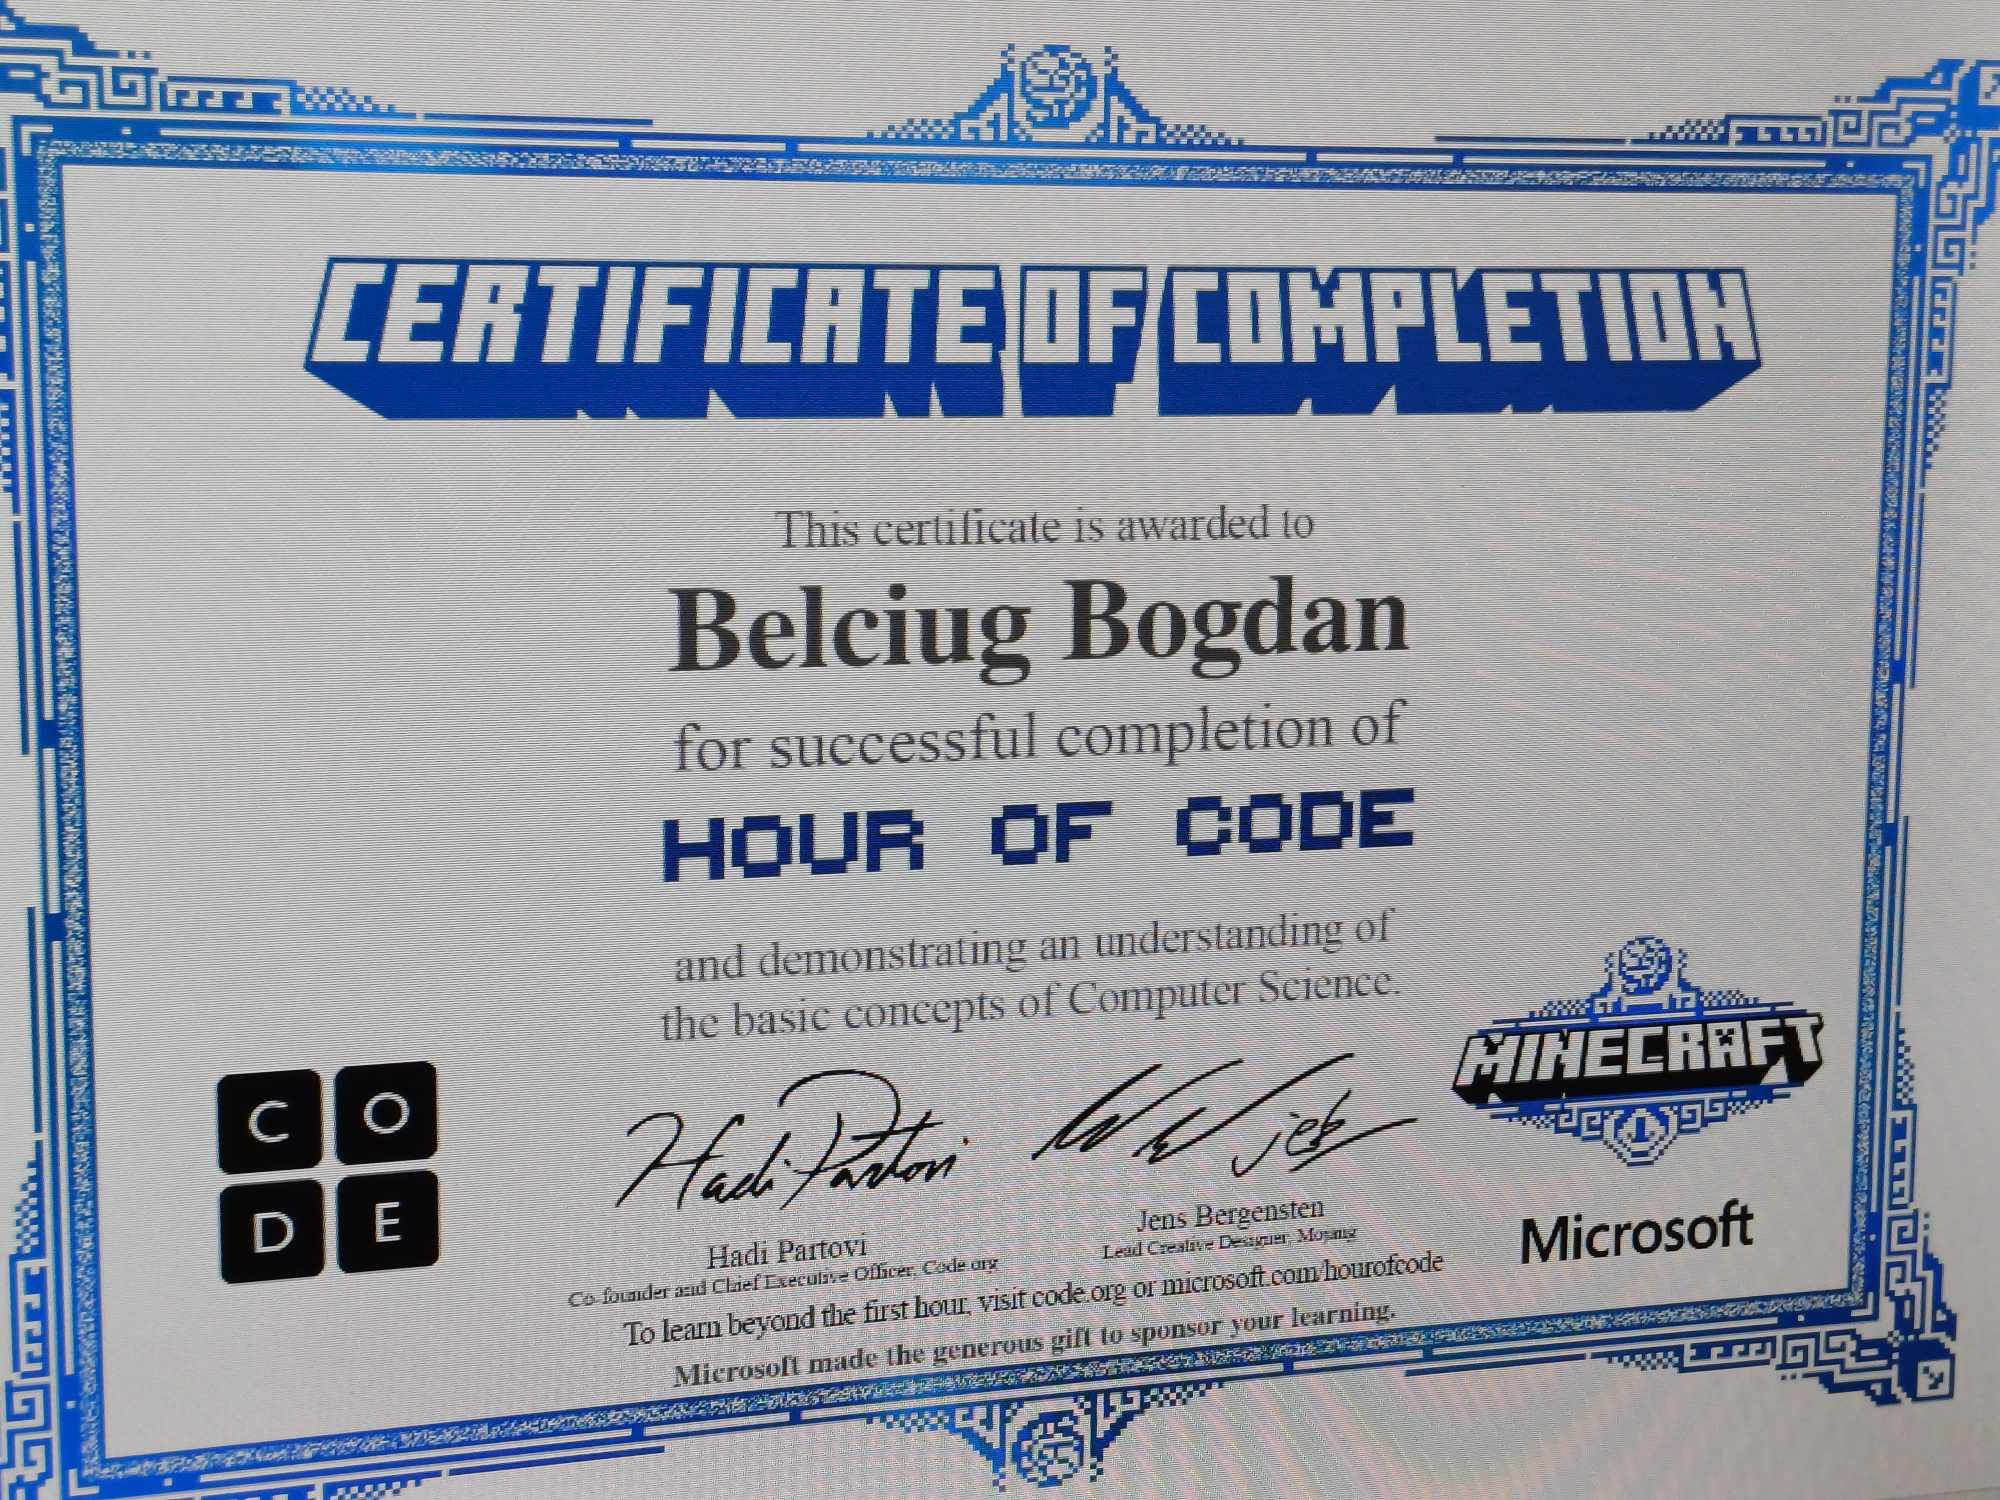 CERTIFICATE OF COMPLETION
This certificate is awarded to
Belciug Bogdan
for successful completion of
HOUR OF CODE
and demonstrating an understanding of
the basic concepts of Computer Science.
CODE
Hadi Partovi
jeb
MINECRAFT
Microsoft
Hadi Partovi
Co-founder and Chief Executive Officer, Code.org
Jens Bergensten
Lead Creative Designer, Mojang
To learn beyond the first hour, visit code.org or microsoft.com/hourofcode
Microsoft made the generous gift to sponsor your learning.